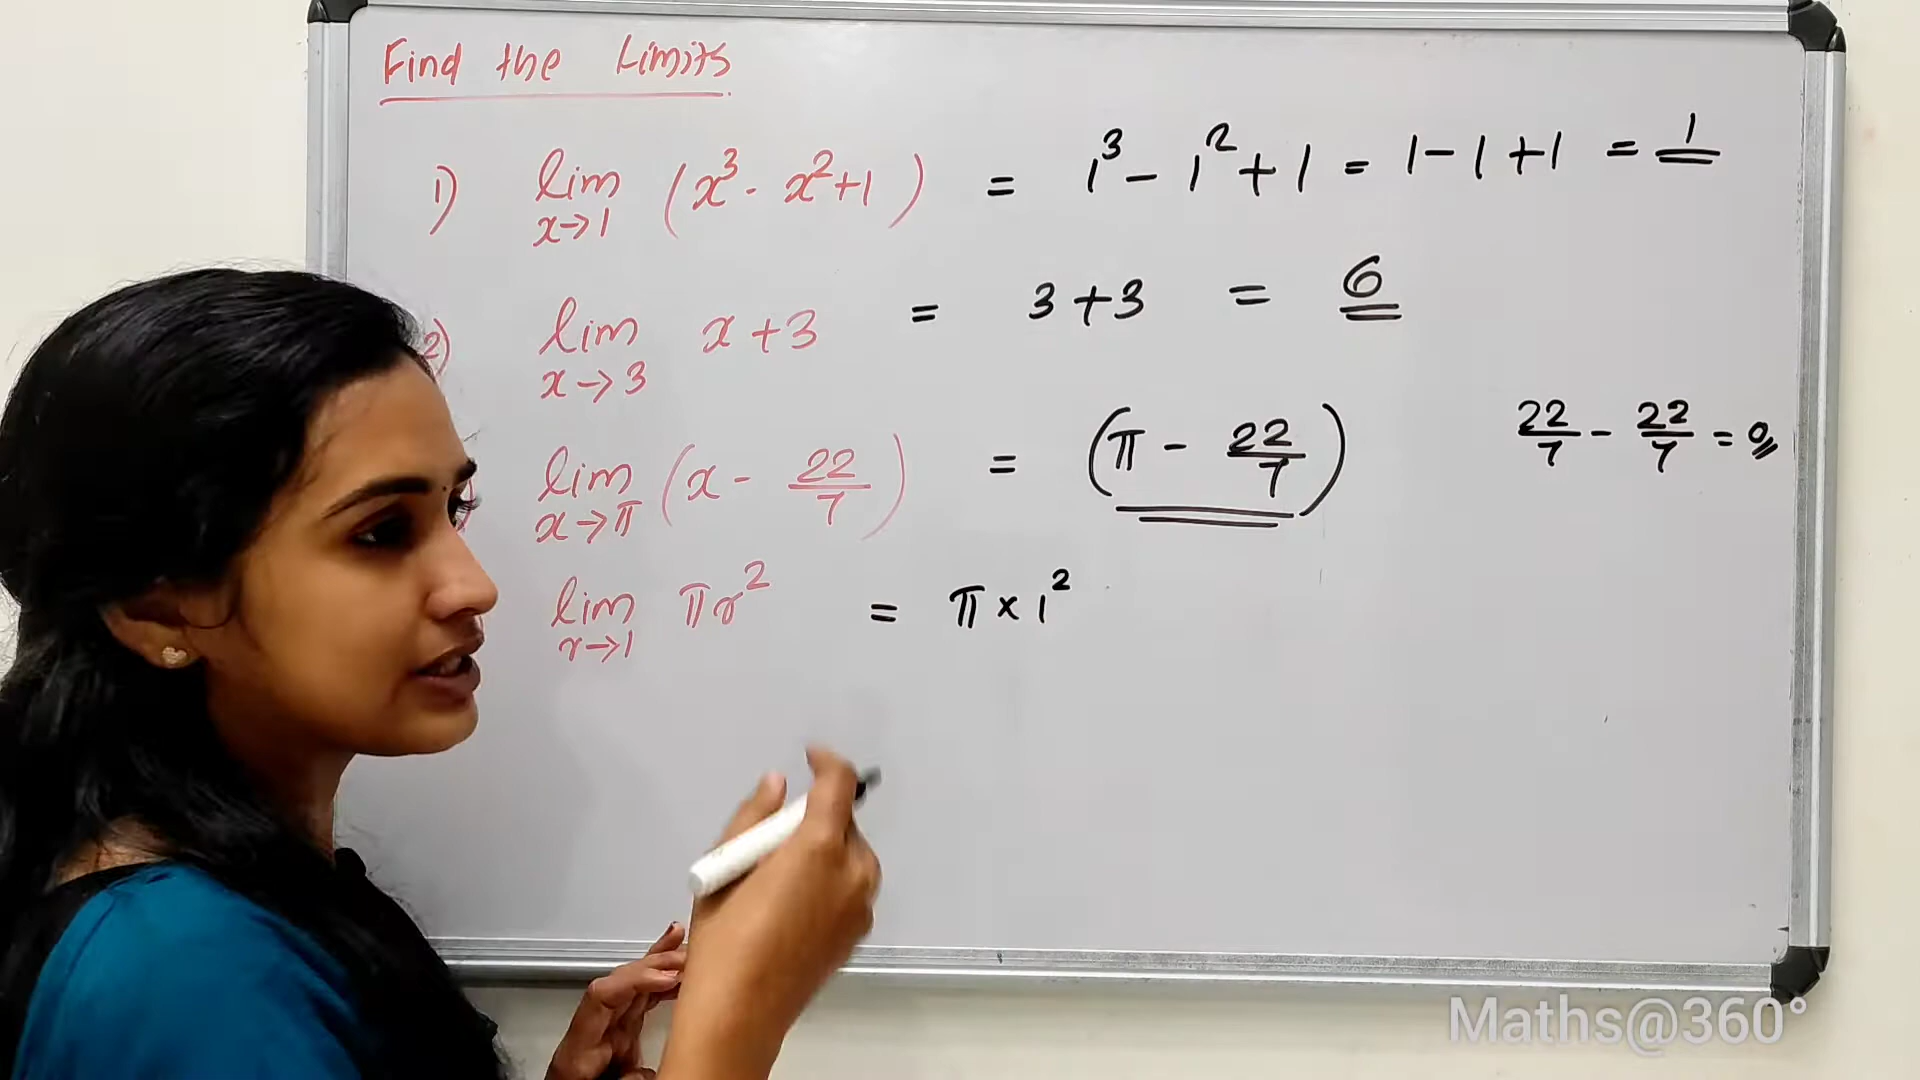 Find the Limits
1) lim x→1 (x³ - x²+1) = 1³ - 1² + 1 = 1-1+1 = 1
2) lim x→3 x+3 = 3+3 = 6
lim x→π (x - 22/7) = (π - 22/7) 22/7 - 22/7 = 0
lim r→1 πr² = π × 1²
Maths@360°